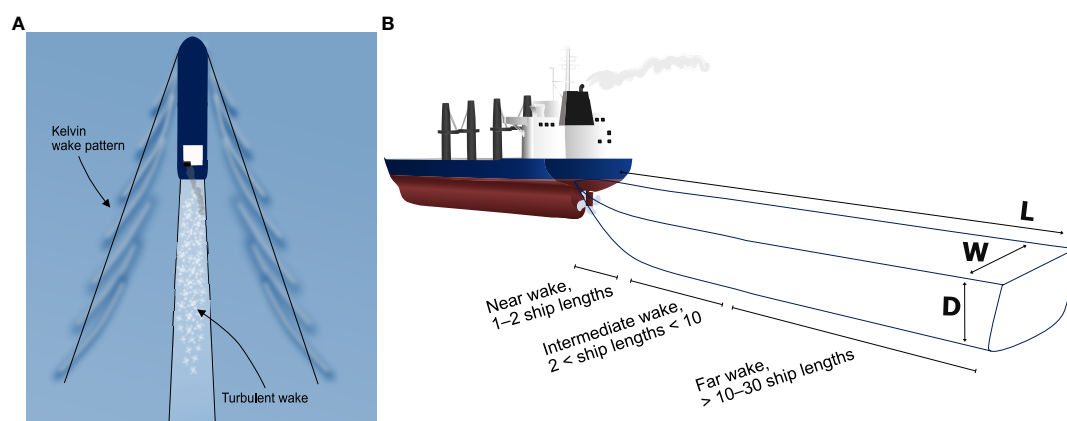 A
Kelvin
wake pattern
Turbulent wake
B
L
W
D
Near wake,
1–2 ship lengths
Intermediate wake,
2 < ship lengths < 10
Far wake,
> 10–30 ship lengths